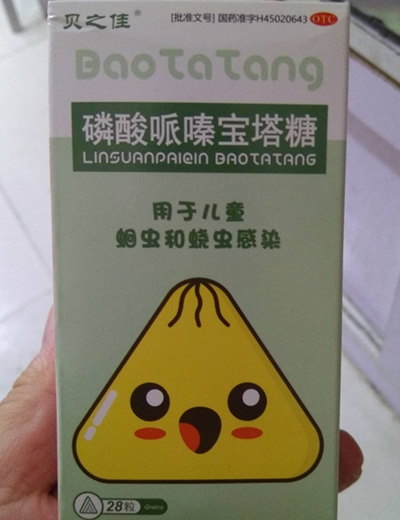 贝之佳
[批准文号] 国药准字H45020643 OTC
BaoTaTang
磷酸哌嗪宝塔糖
LINSUANPAIQIN BAOTATANG
用于儿童
蛔虫和蛲虫感染
28粒 Grains